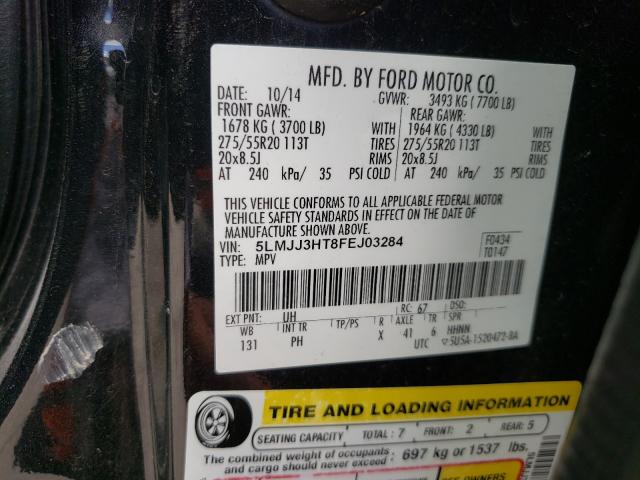 MFD. BY FORD MOTOR CO.
DATE: 10/14 GVWR: 3493 KG ( 7700 LB)
FRONT GAWR: REAR GAWR:
1678 KG ( 3700 LB) WITH 1964 KG ( 4330 LB) WITH
275/55R20 113T TIRES 275/55R20 113T TIRES
20x8.5J RIMS 20x8.5J RIMS
AT 240 kPa/ 35 PSI COLD AT 240 kPa/ 35 PSI COLD
THIS VEHICLE CONFORMS TO ALL APPLICABLE FEDERAL MOTOR
VEHICLE SAFETY STANDARDS IN EFFECT ON THE DATE OF
MANUFACTURE SHOWN ABOVE.
VIN: 5LMJJ3HT8FEJ03284 F0434
TYPE: MPV T0147
EXT PNT: UH RC: 67 DSO:
WB INT TR TP/PS R AXLE TR SPR
131 PH X 41 6 HHNN
UTC 5U5A-1520472-BA
TIRE AND LOADING INFORMATION
SEATING CAPACITY TOTAL: 7 FRONT: 2 REAR: 5
The combined weight of occupants
and cargo should never exceed: 697 kg or 1537 lbs.
SEE OWNERS